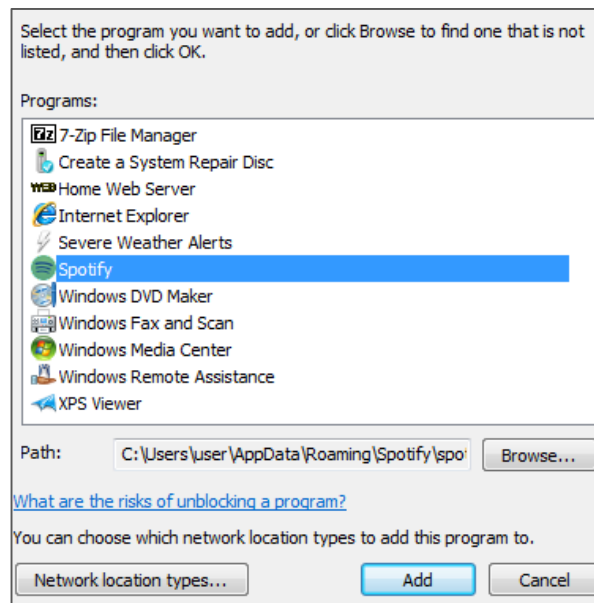 Select the program you want to add, or click Browse to find one that is not
listed, and then click OK.
Programs:
7z 7-Zip File Manager
Create a System Repair Disc
WEB Home Web Server
Internet Explorer
Severe Weather Alerts
Spotify
Windows DVD Maker
Windows Fax and Scan
Windows Media Center
Windows Remote Assistance
XPS Viewer
Path: C:\Users\user\AppData\Roaming\Spotify\spo Browse...
What are the risks of unblocking a program?
You can choose which network location types to add this program to.
Network location types... Add Cancel